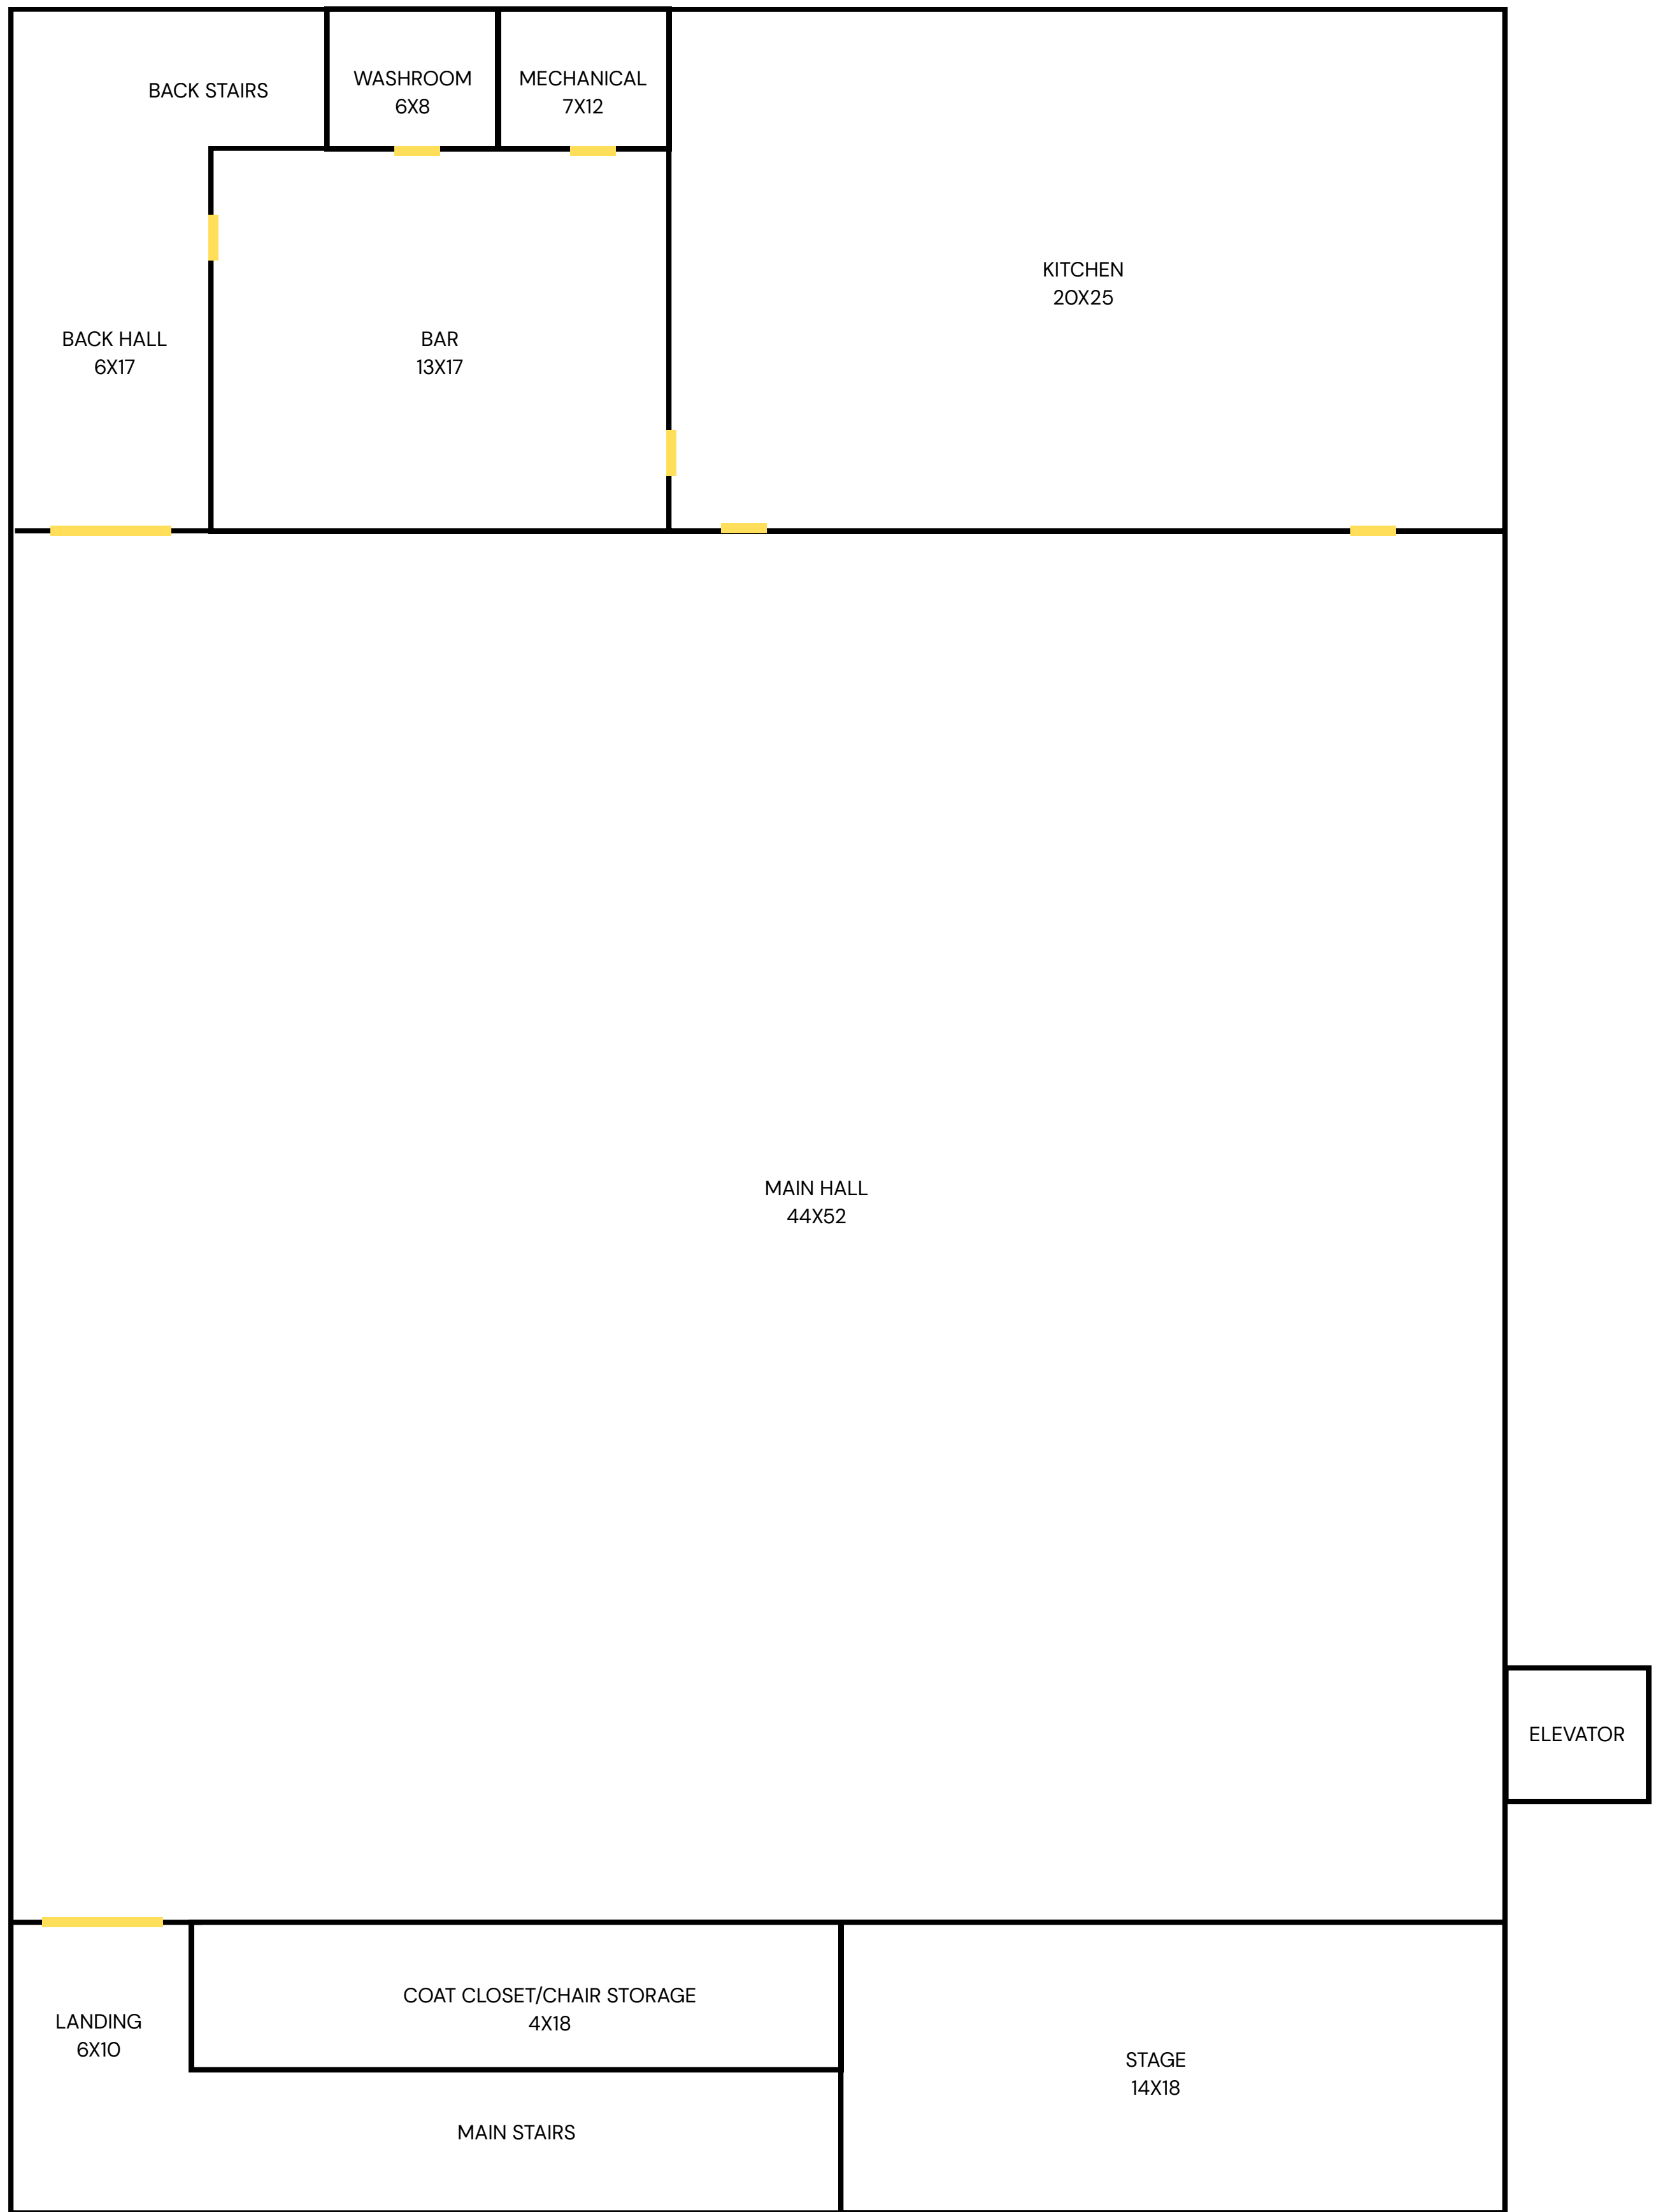 BACK STAIRS
WASHROOM
6X8
MECHANICAL
7X12
KITCHEN
20X25
BACK HALL
6X17
BAR
13X17
MAIN HALL
44X52
ELEVATOR
COAT CLOSET/CHAIR STORAGE
4X18
LANDING
6X10
STAGE
14X18
MAIN STAIRS